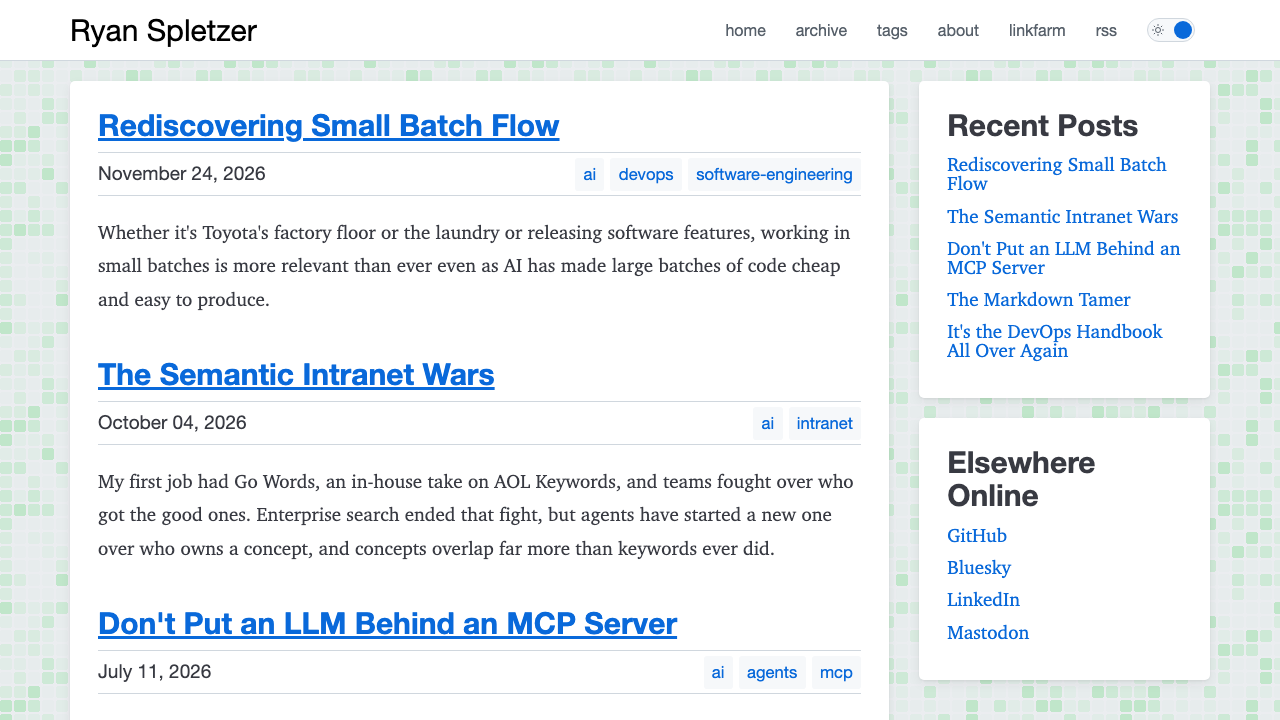 Ryan Spletzer
home
archive
tags
about
linkfarm
rss
Rediscovering Small Batch Flow
November 24, 2026
ai
devops
software-engineering
Whether it's Toyota's factory floor or the laundry or releasing software features, working in
small batches is more relevant than ever even as AI has made large batches of code cheap
and easy to produce.
The Semantic Intranet Wars
October 04, 2026
ai
intranet
My first job had Go Words, an in-house take on AOL Keywords, and teams fought over who
got the good ones. Enterprise search ended that fight, but agents have started a new one
over who owns a concept, and concepts overlap far more than keywords ever did.
Don't Put an LLM Behind an MCP Server
July 11, 2026
ai
agents
mcp
Recent Posts
Rediscovering Small Batch
Flow
The Semantic Intranet Wars
Don't Put an LLM Behind an
MCP Server
The Markdown Tamer
It's the DevOps Handbook
All Over Again
Elsewhere
Online
GitHub
Bluesky
LinkedIn
Mastodon